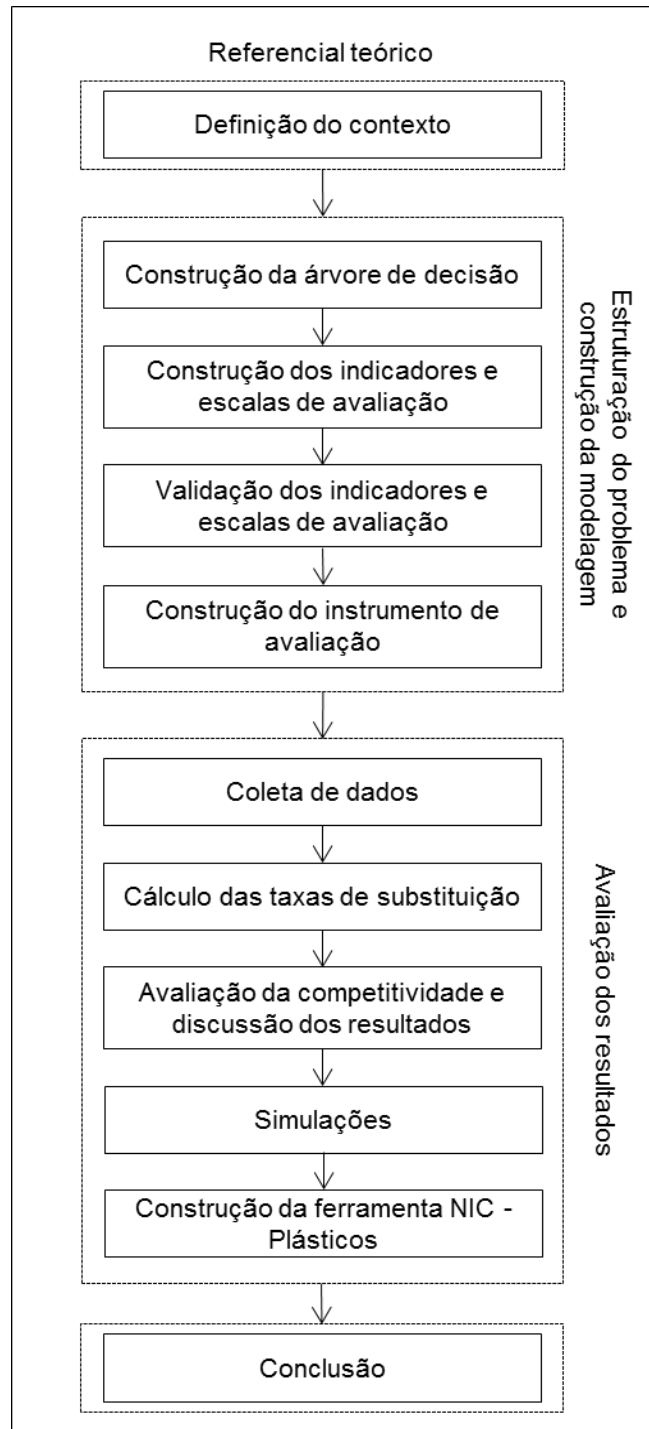 Referencial teórico
Definição do contexto
Construção da árvore de decisão
Construção dos indicadores e
escalas de avaliação
Validação dos indicadores e
escalas de avaliação
Construção do instrumento de
avaliação
Estruturação do problema e
construção da modelagem
Coleta de dados
Cálculo das taxas de substituição
Avaliação da competitividade e
discussão dos resultados
Simulações
Construção da ferramenta NIC -
Plásticos
Avaliação dos resultados
Conclusão